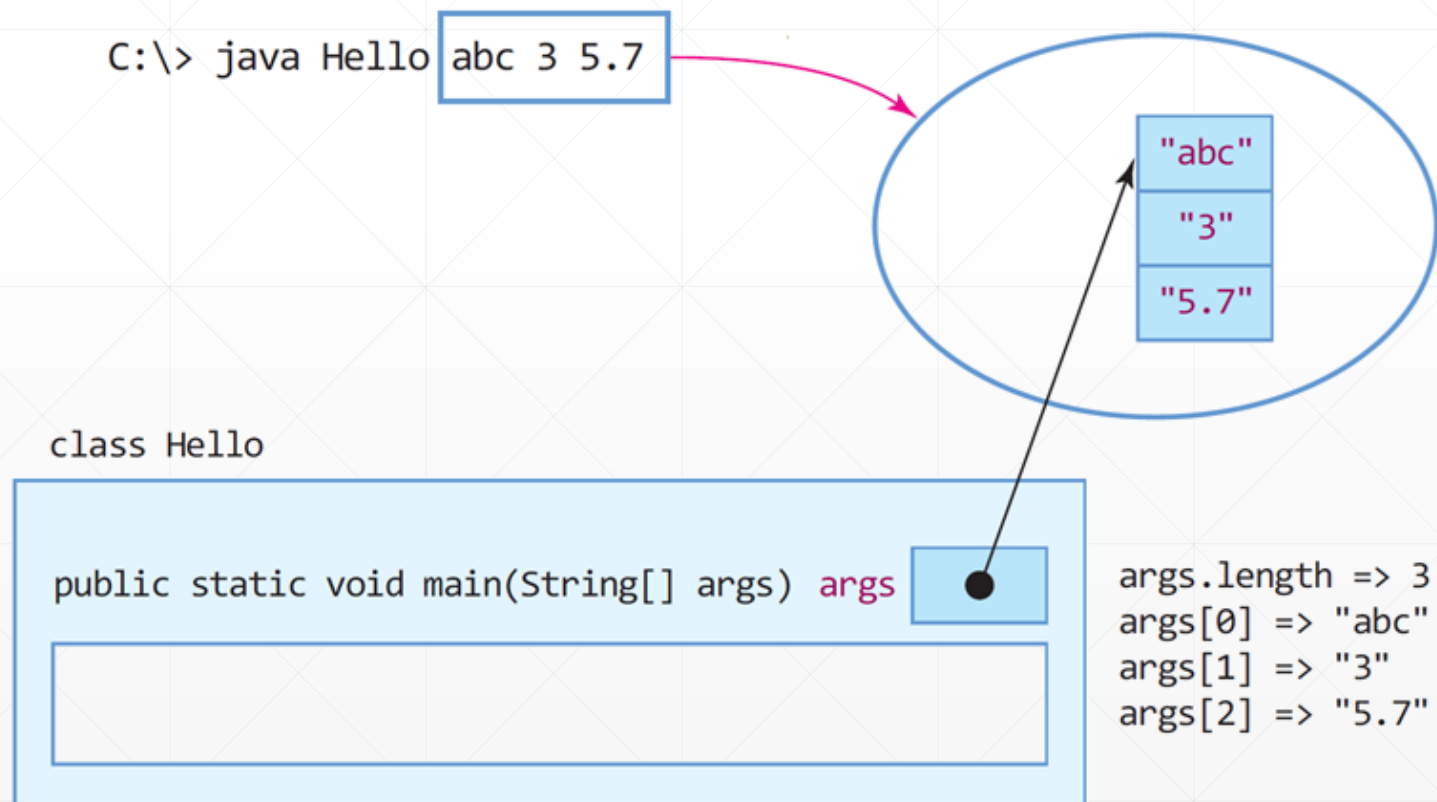 C:\> java Hello abc 3 5.7
"abc"
"3"
"5.7"
class Hello
public static void main(String[] args) args
args.length => 3
args[0] => "abc"
args[1] => "3"
args[2] => "5.7"